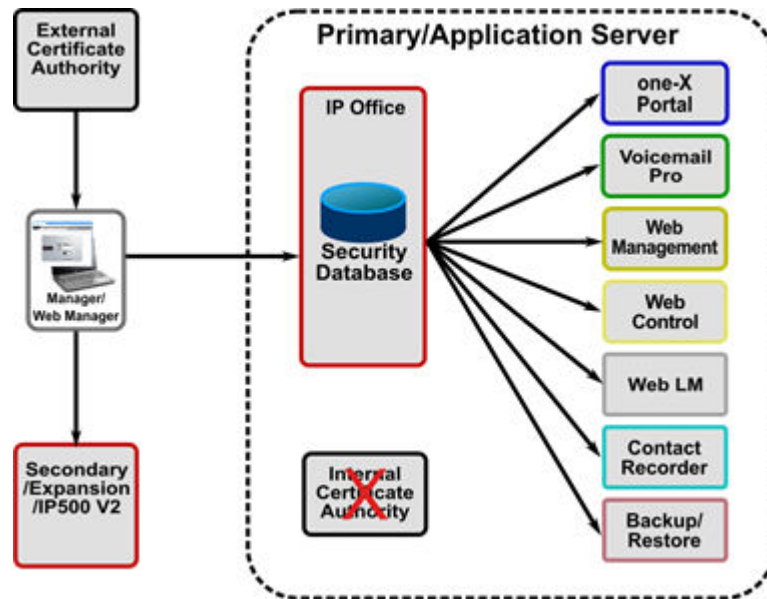 External
Certificate
Authority
Primary/Application Server
IP Office
Security
Database
one-X
Portal
Voicemail
Pro
Web
Management
Web
Control
Web LM
Contact
Recorder
Backup/
Restore
Manager/
Web Manager
Secondary
/Expansion
/IP500 V2
Internal
Certificate
Authority